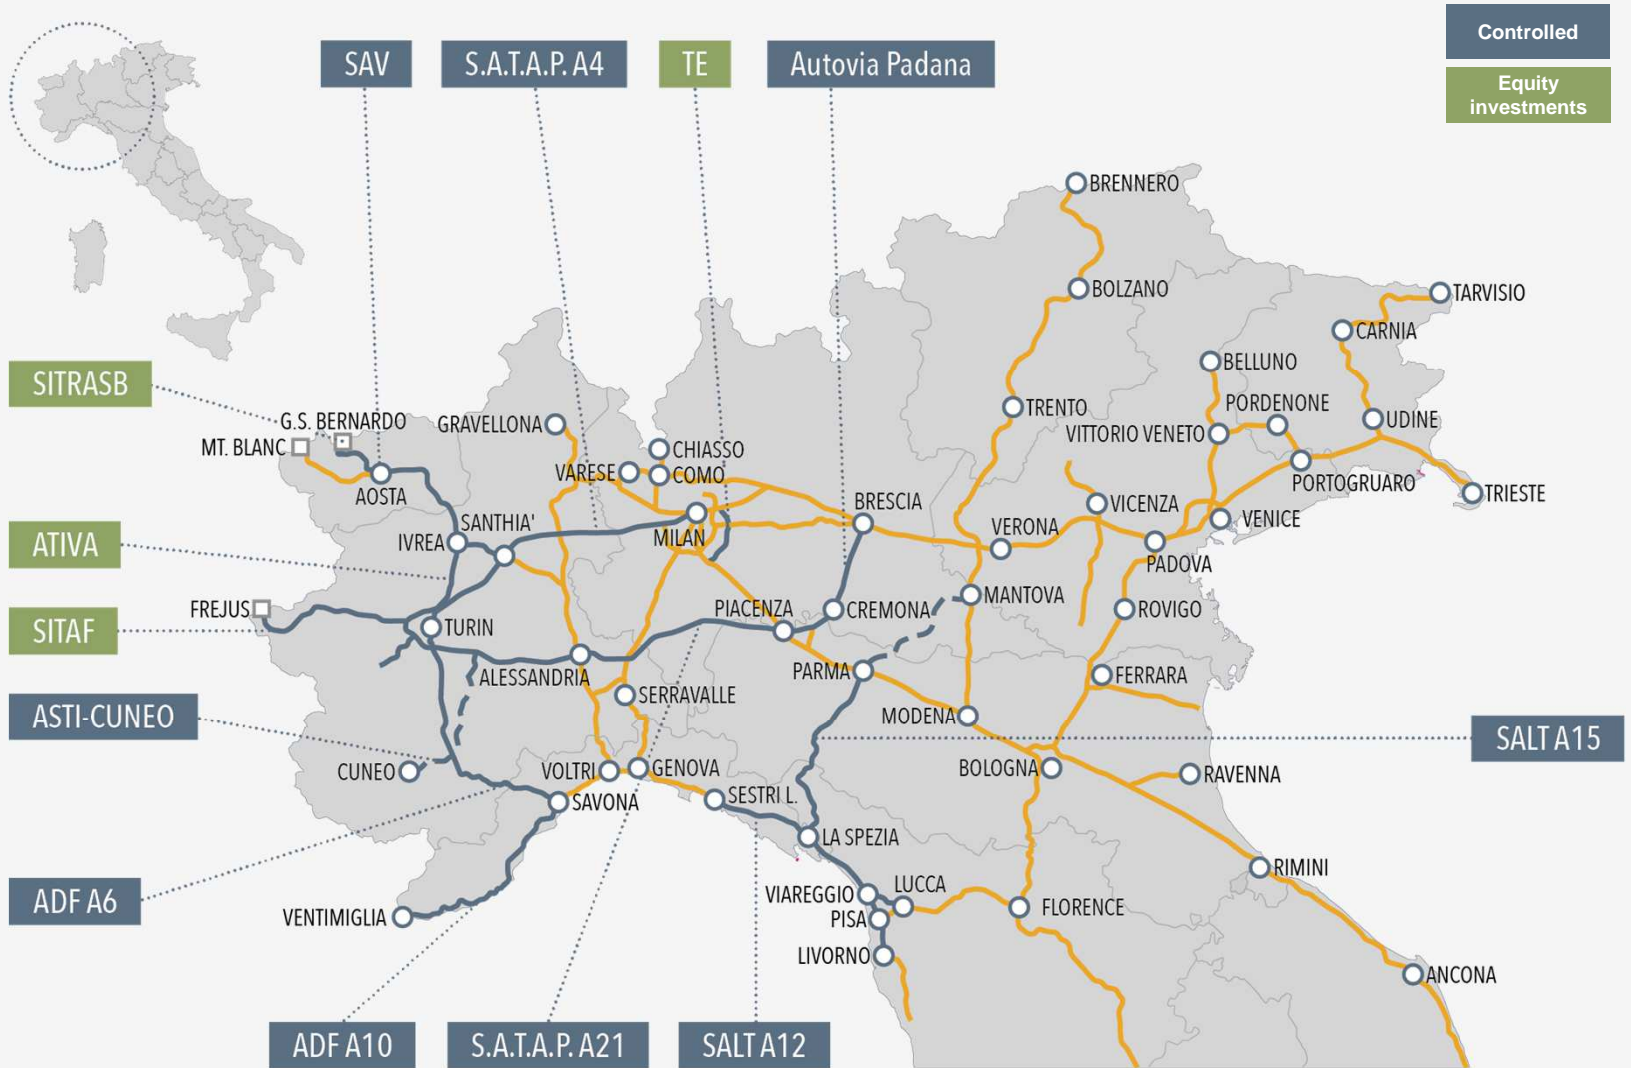 Controlled
Equity
investments
SAV
S.A.T.A.P. A4
TE
Autovia Padana
BRENNERO
BOLZANO
TARVISIO
CARNIA
BELLUNO
SITRASB
PORDENONE
TRENTO
G.S. BERNARDO
GRAVELLONA
UDINE
VITTORIO VENETO
MT. BLANC
CHIASSO
VARESE
COMO
AOSTA
PORTOGRUARO
TRIESTE
BRESCIA
VICENZA
SANTHIA'
VENICE
VERONA
ATIVA
IVREA
MILAN
PADOVA
MANTOVA
FREJUS
PIACENZA
CREMONA
ROVIGO
SITAF
TURIN
PARMA
FERRARA
ALESSANDRIA
SERRAVALLE
ASTI-CUNEO
MODENA
SALT A15
CUNEO
VOLTRI
GENOVA
BOLOGNA
RAVENNA
SAVONA
SESTRI L.
LA SPEZIA
RIMINI
ADF A6
VIAREGGIO
LUCCA
VENTIMIGLIA
PISA
FLORENCE
LIVORNO
ANCONA
ADF A10
S.A.T.A.P. A21
SALT A12